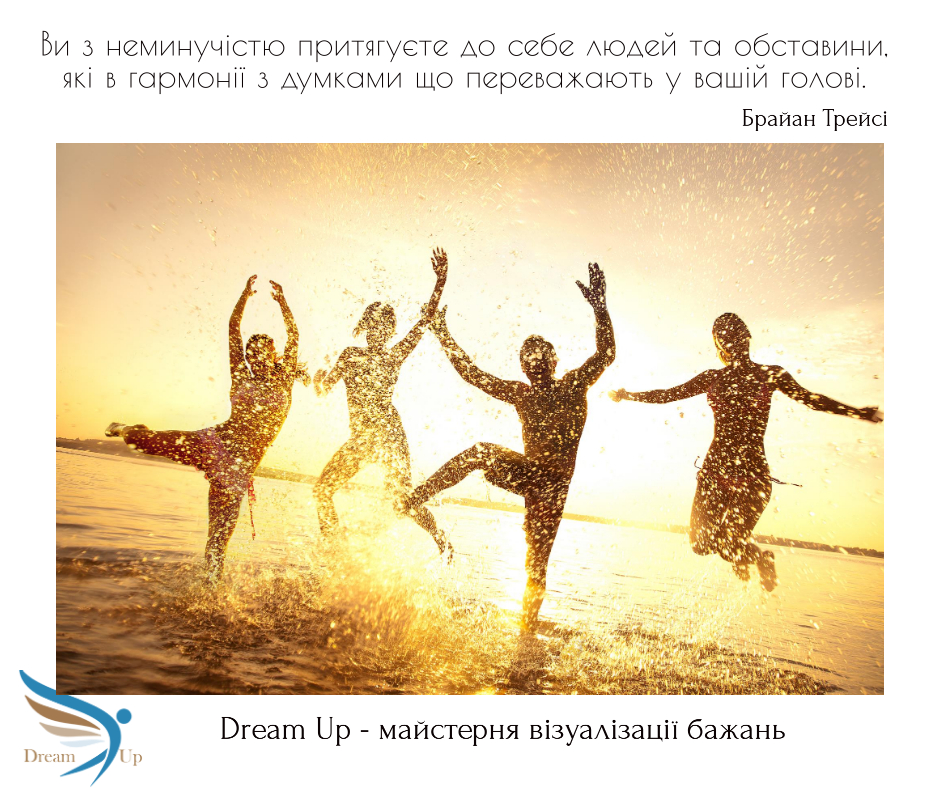 Ви з неминучістю притягуєте до себе людей та обставини,
які в гармонії з думками що переважають у вашій голові.
Брайан Трейсі
Dream Up
Dream Up - майстерня візуалізації бажань